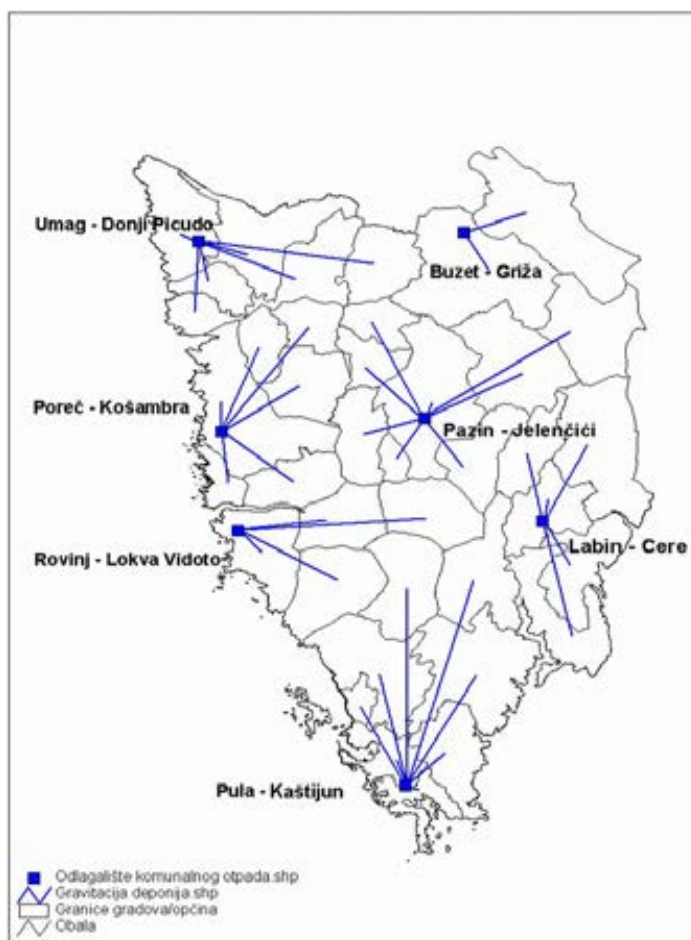 Umag - Donji Picudo
Buzet - Griža
Poreč - Košambra
Pazin - Jelenčići
Rovinj - Lokva Vidoto
Labin - Cere
Pula - Kaštijun
Odlagalište komunalnog otpada.shp
Gravitacija deponija.shp
Granice gradova/općina
Obala